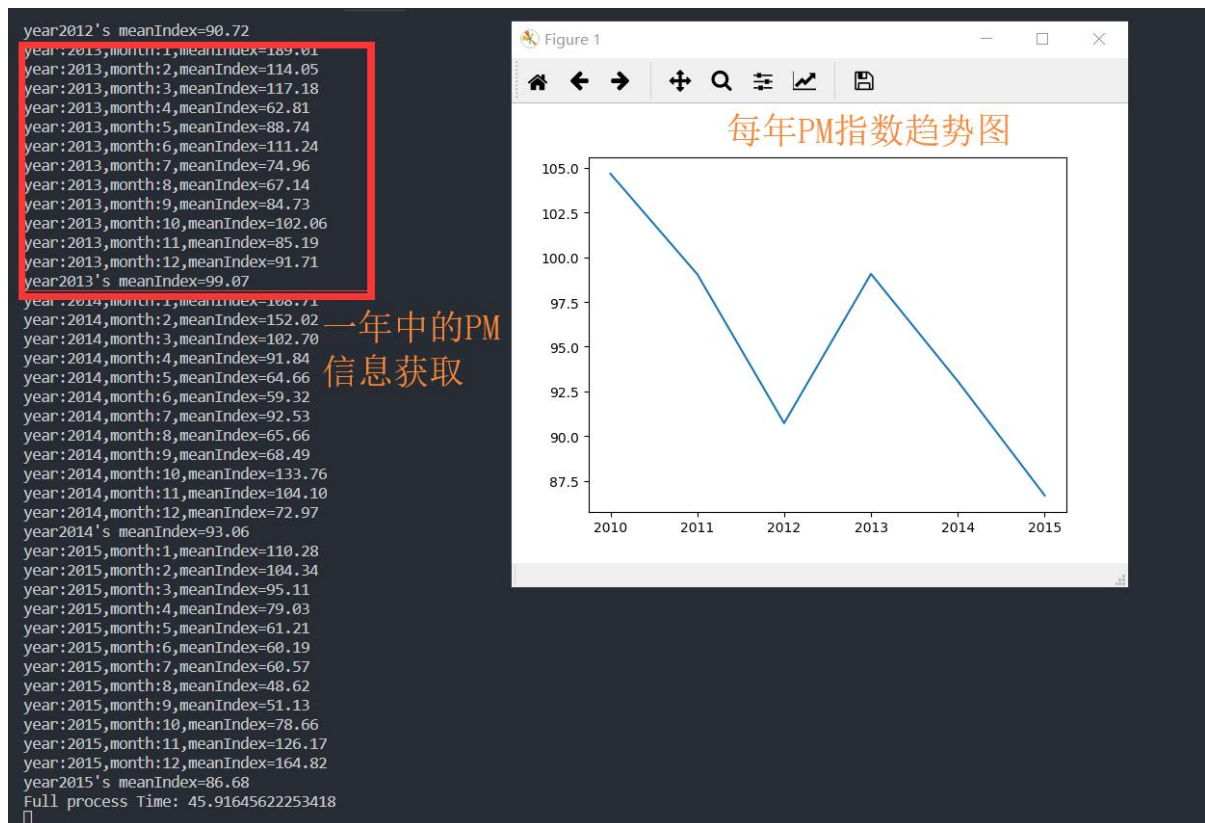 year2012's meanIndex=90.72
year:2013,month:1,meanIndex=189.01
year:2013,month:2,meanIndex=114.05
year:2013,month:3,meanIndex=117.18
year:2013,month:4,meanIndex=62.81
year:2013,month:5,meanIndex=88.74
year:2013,month:6,meanIndex=111.24
year:2013,month:7,meanIndex=74.96
year:2013,month:8,meanIndex=67.14
year:2013,month:9,meanIndex=84.73
year:2013,month:10,meanIndex=102.06
year:2013,month:11,meanIndex=85.19
year:2013,month:12,meanIndex=91.71
year2013's meanIndex=99.07
year:2014,month:1,meanIndex=108.71
year:2014,month:2,meanIndex=152.02
year:2014,month:3,meanIndex=102.70
year:2014,month:4,meanIndex=91.84
year:2014,month:5,meanIndex=64.66
year:2014,month:6,meanIndex=59.32
year:2014,month:7,meanIndex=92.53
year:2014,month:8,meanIndex=65.66
year:2014,month:9,meanIndex=68.49
year:2014,month:10,meanIndex=133.76
year:2014,month:11,meanIndex=104.10
year:2014,month:12,meanIndex=72.97
year2014's meanIndex=93.06
year:2015,month:1,meanIndex=110.28
year:2015,month:2,meanIndex=104.34
year:2015,month:3,meanIndex=95.11
year:2015,month:4,meanIndex=79.03
year:2015,month:5,meanIndex=61.21
year:2015,month:6,meanIndex=60.19
year:2015,month:7,meanIndex=60.57
year:2015,month:8,meanIndex=48.62
year:2015,month:9,meanIndex=51.13
year:2015,month:10,meanIndex=78.66
year:2015,month:11,meanIndex=126.17
year:2015,month:12,meanIndex=164.82
year2015's meanIndex=86.68
Full process Time: 45.91645622253418
一年中的PM
信息获取
Figure 1
每年PM指数趋势图
105.0
102.5
100.0
97.5
95.0
92.5
90.0
87.5
2010 2011 2012 2013 2014 2015